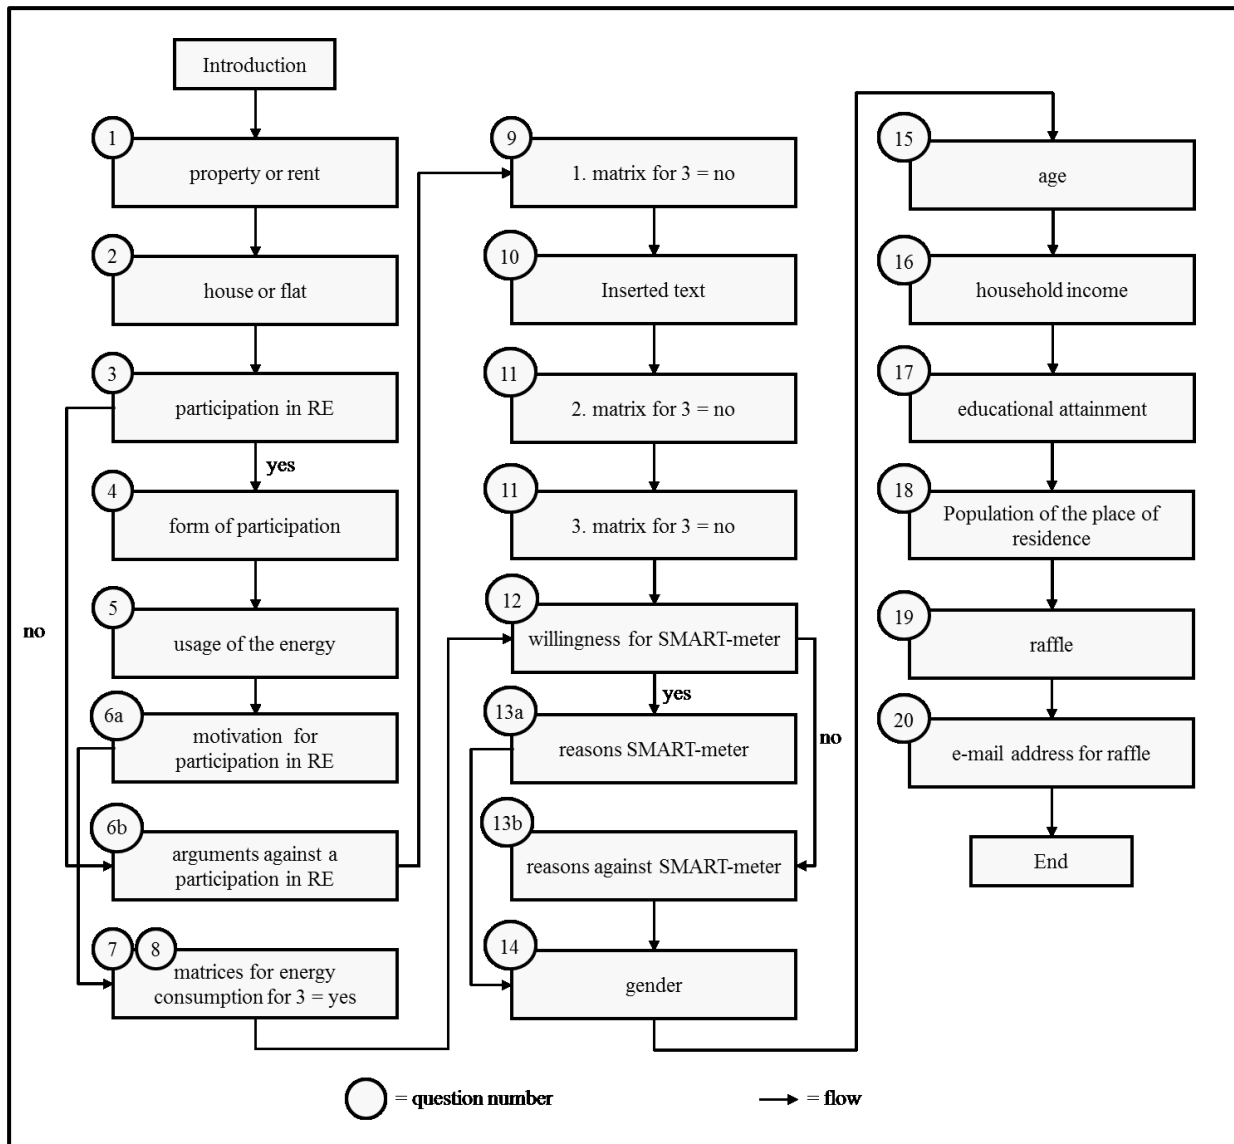 Introduction
1
property or rent
2
house or flat
3
participation in RE
yes
no
4
form of participation
5
usage of the energy
6a
motivation for
participation in RE
6b
arguments against a
participation in RE
7 8
matrices for energy
consumption for 3 = yes
9
1. matrix for 3 = no
10
Inserted text
11
2. matrix for 3 = no
11
3. matrix for 3 = no
12
willingness for SMART-meter
yes
no
13a
reasons SMART-meter
13b
reasons against SMART-meter
14
gender
15
age
16
household income
17
educational attainment
18
Population of the place of
residence
19
raffle
20
e-mail address for raffle
End
= question number
= flow